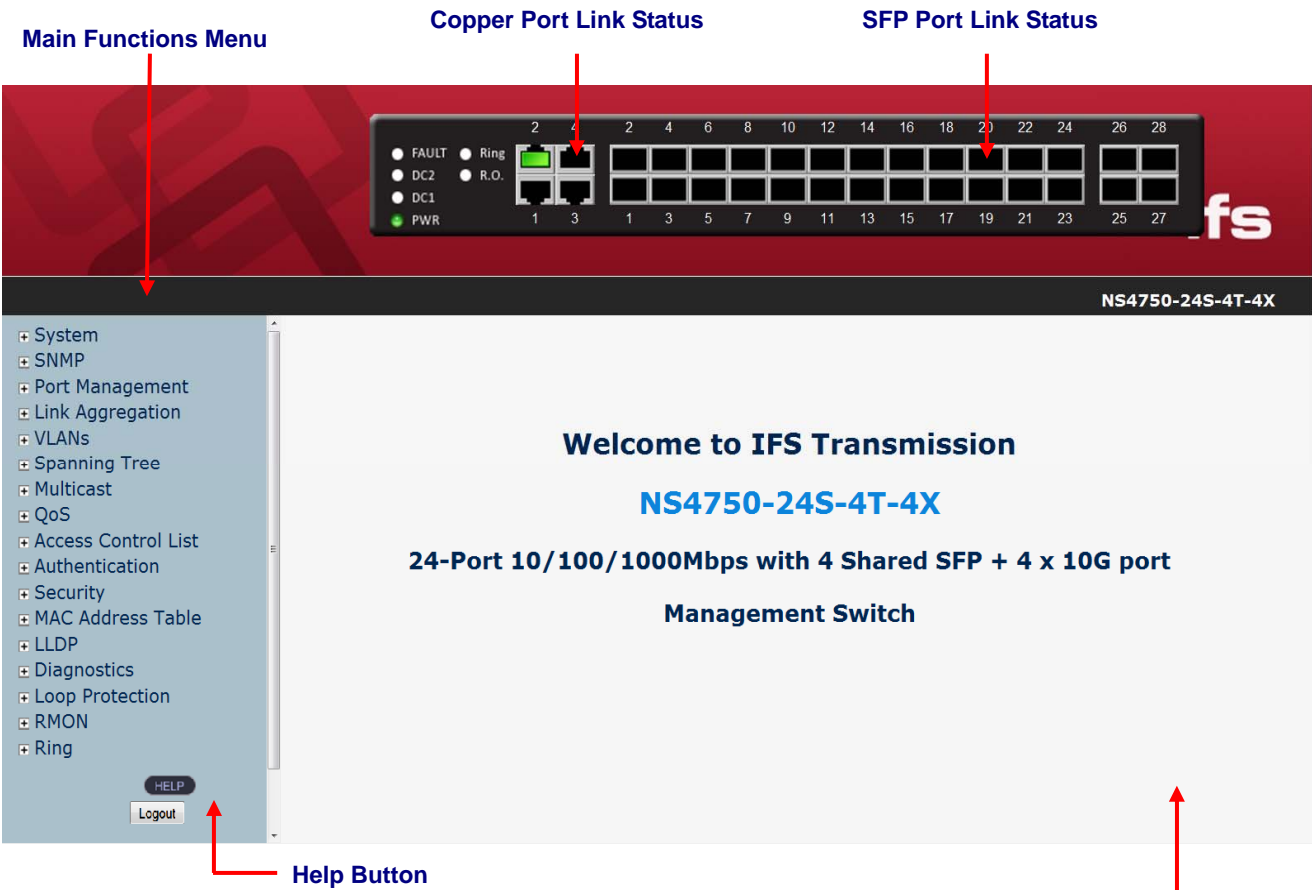 Main Functions Menu
Copper Port Link Status
SFP Port Link Status
2 4 2 4 6 8 10 12 14 16 18 20 22 24 26 28
FAULT Ring
DC2 R.O.
DC1
PWR
1 3 1 3 5 7 9 11 13 15 17 19 21 23 25 27
ifs
NS4750-24S-4T-4X
System
SNMP
Port Management
Link Aggregation
VLANs
Spanning Tree
Multicast
QoS
Access Control List
Authentication
Security
MAC Address Table
LLDP
Diagnostics
Loop Protection
RMON
Ring
HELP
Logout
Welcome to IFS Transmission
NS4750-24S-4T-4X
24-Port 10/100/1000Mbps with 4 Shared SFP + 4 x 10G port
Management Switch
Help Button